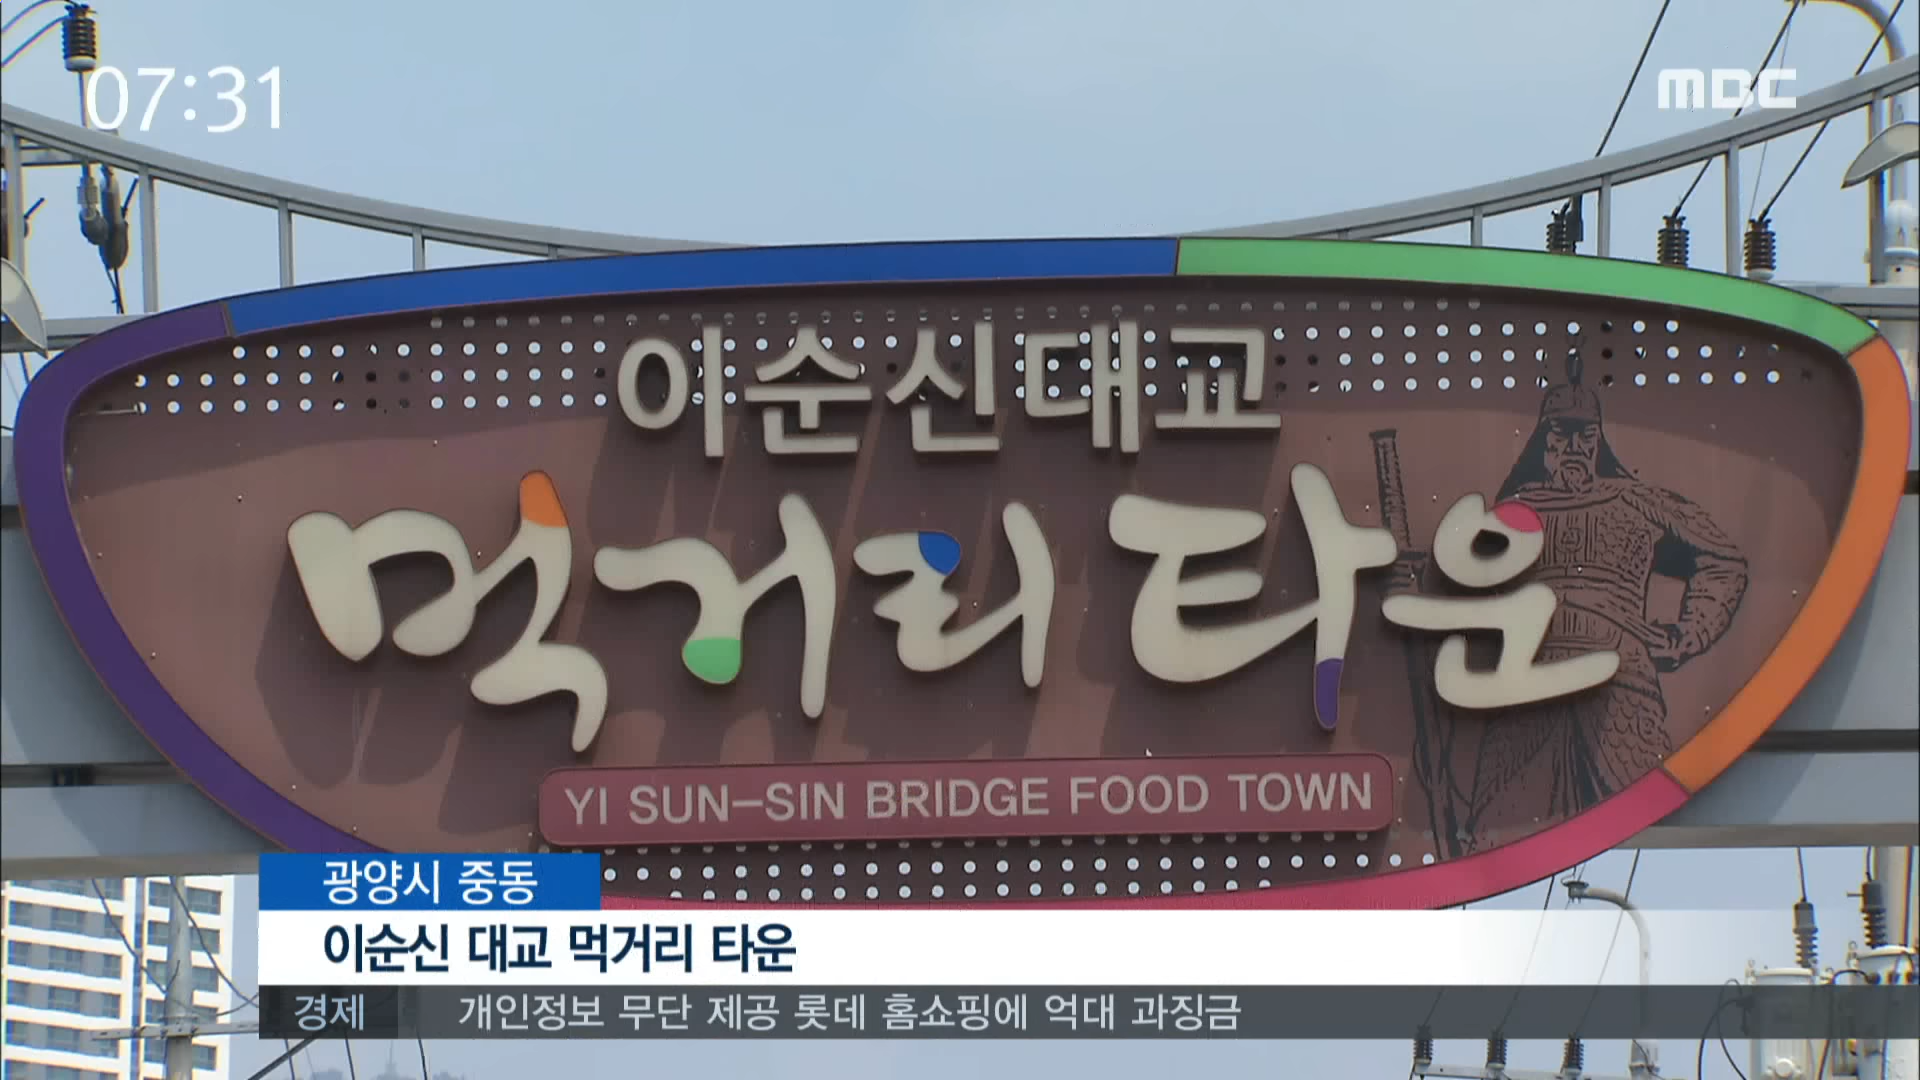 07:31
MBC
이순신대교
먹거리 타운
YI SUN-SIN BRIDGE FOOD TOWN
광양시 중동
이순신 대교 먹거리 타운
경제 개인정보 무단 제공 롯데 홈쇼핑에 억대 과징금